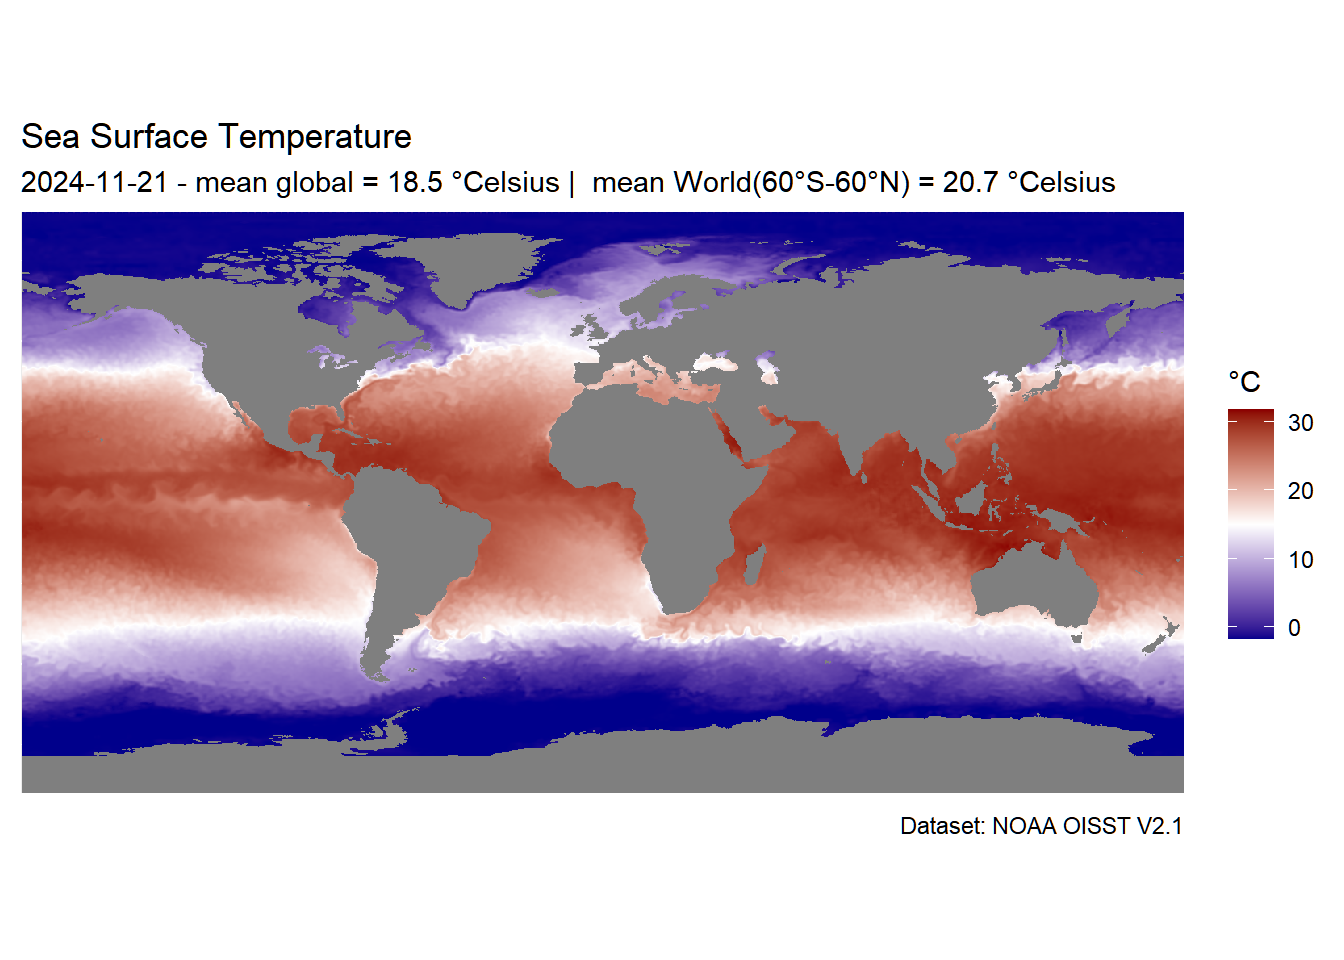 Sea Surface Temperature
2024-11-21 - mean global = 18.5 °Celsius |  mean World(60°S-60°N) = 20.7 °Celsius
°C
30
20
10
0
Dataset: NOAA OISST V2.1